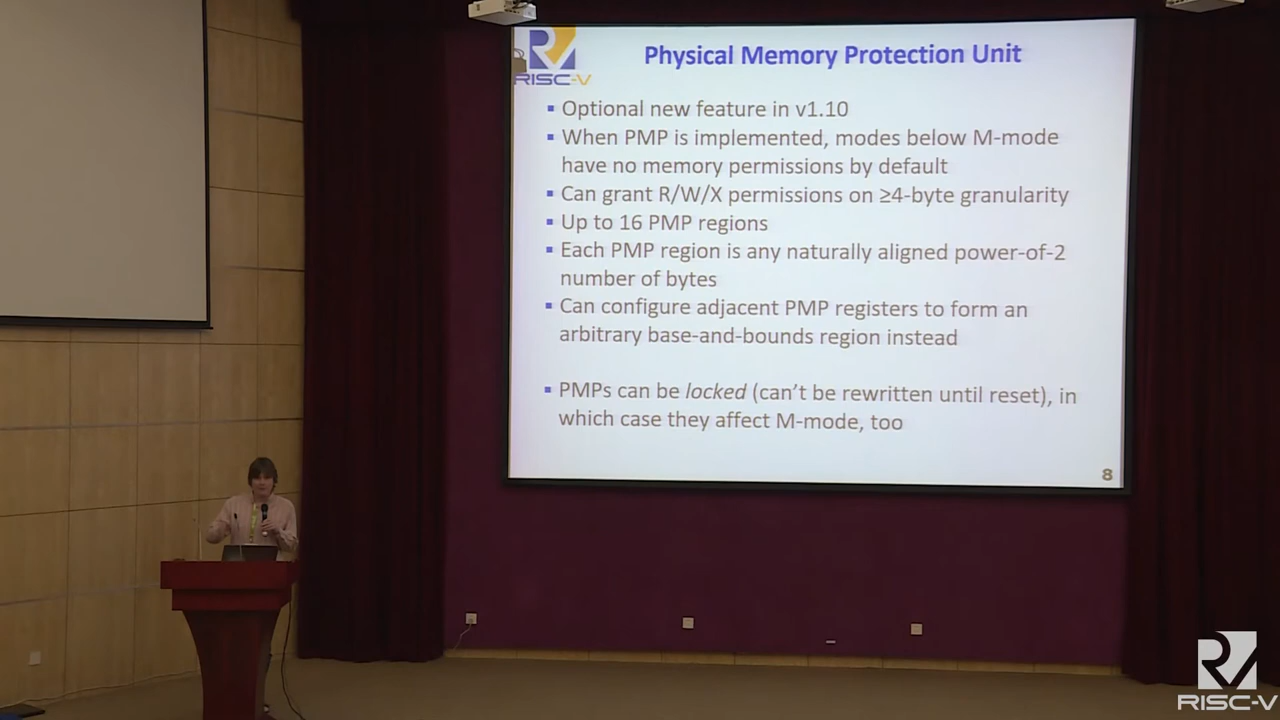 Physical Memory Protection Unit
RISC-V
▪ Optional new feature in v1.10
▪ When PMP is implemented, modes below M-mode
have no memory permissions by default
▪ Can grant R/W/X permissions on ≥4-byte granularity
▪ Up to 16 PMP regions
▪ Each PMP region is any naturally aligned power-of-2
number of bytes
▪ Can configure adjacent PMP registers to form an
arbitrary base-and-bounds region instead
▪ PMPs can be locked (can't be rewritten until reset), in
which case they affect M-mode, too
8
RISC-V